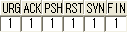 URG ACK PSH RST SYN FIN
1 1 1 1 1 1